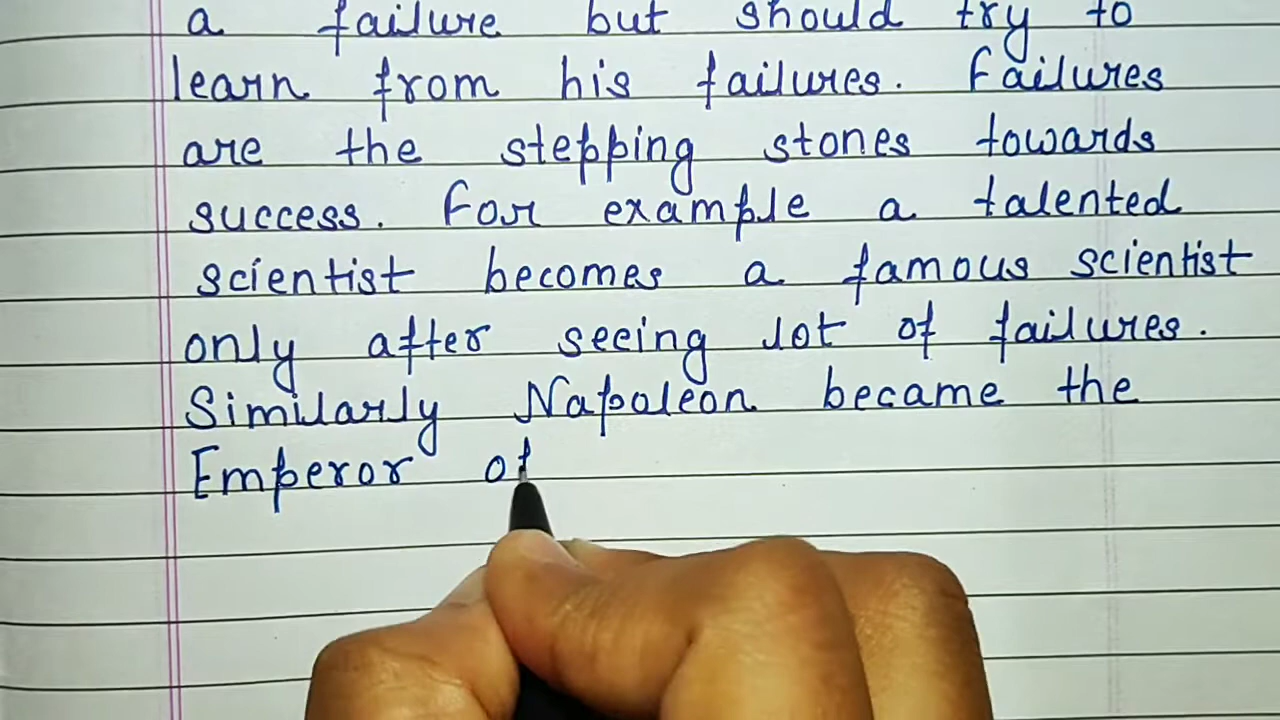 a failure but should try to
learn from his failures. Failures
are the stepping stones towards
success. For example a talented
scientist becomes a famous scientist
only after seeing lot of failures.
Similarly Napoleon became the
Emperor of